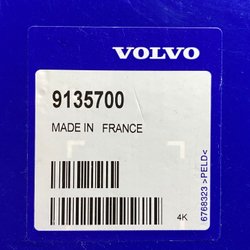 VOLVO
9135700
MADE IN FRANCE
4K
6768323 >PELD<